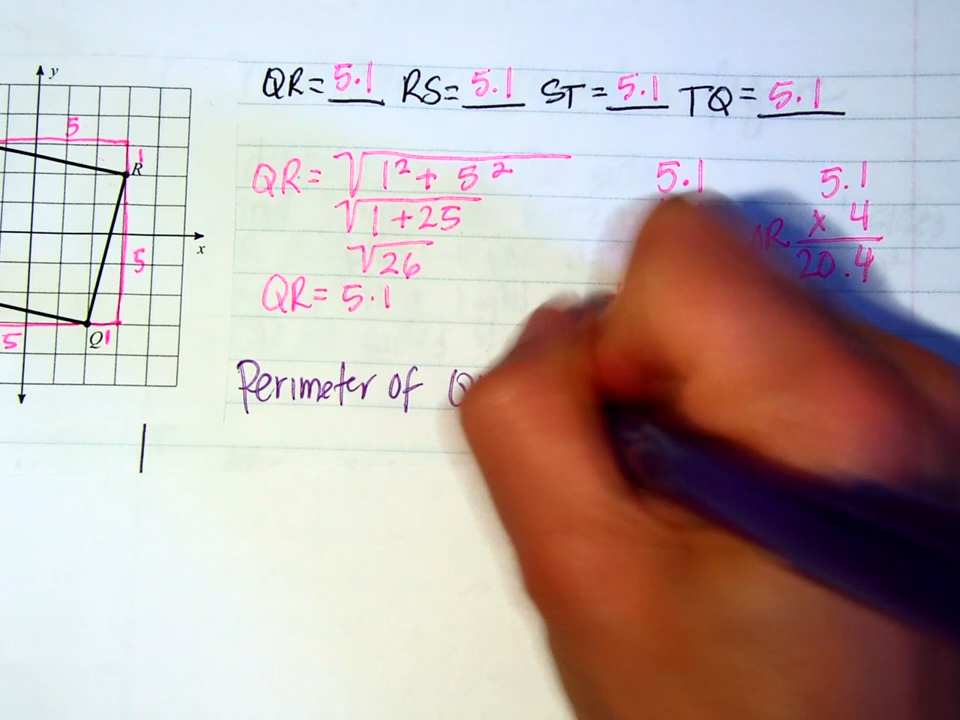 y
QR = 5.1 RS = 5.1 ST = 5.1 TQ = 5.1
5
1
R
QR = √1² + 5²
√1 + 25
√26
QR = 5.1
5.1
5.1
x 4
OR
20.4
x
5
5
Q
1
Perimeter of